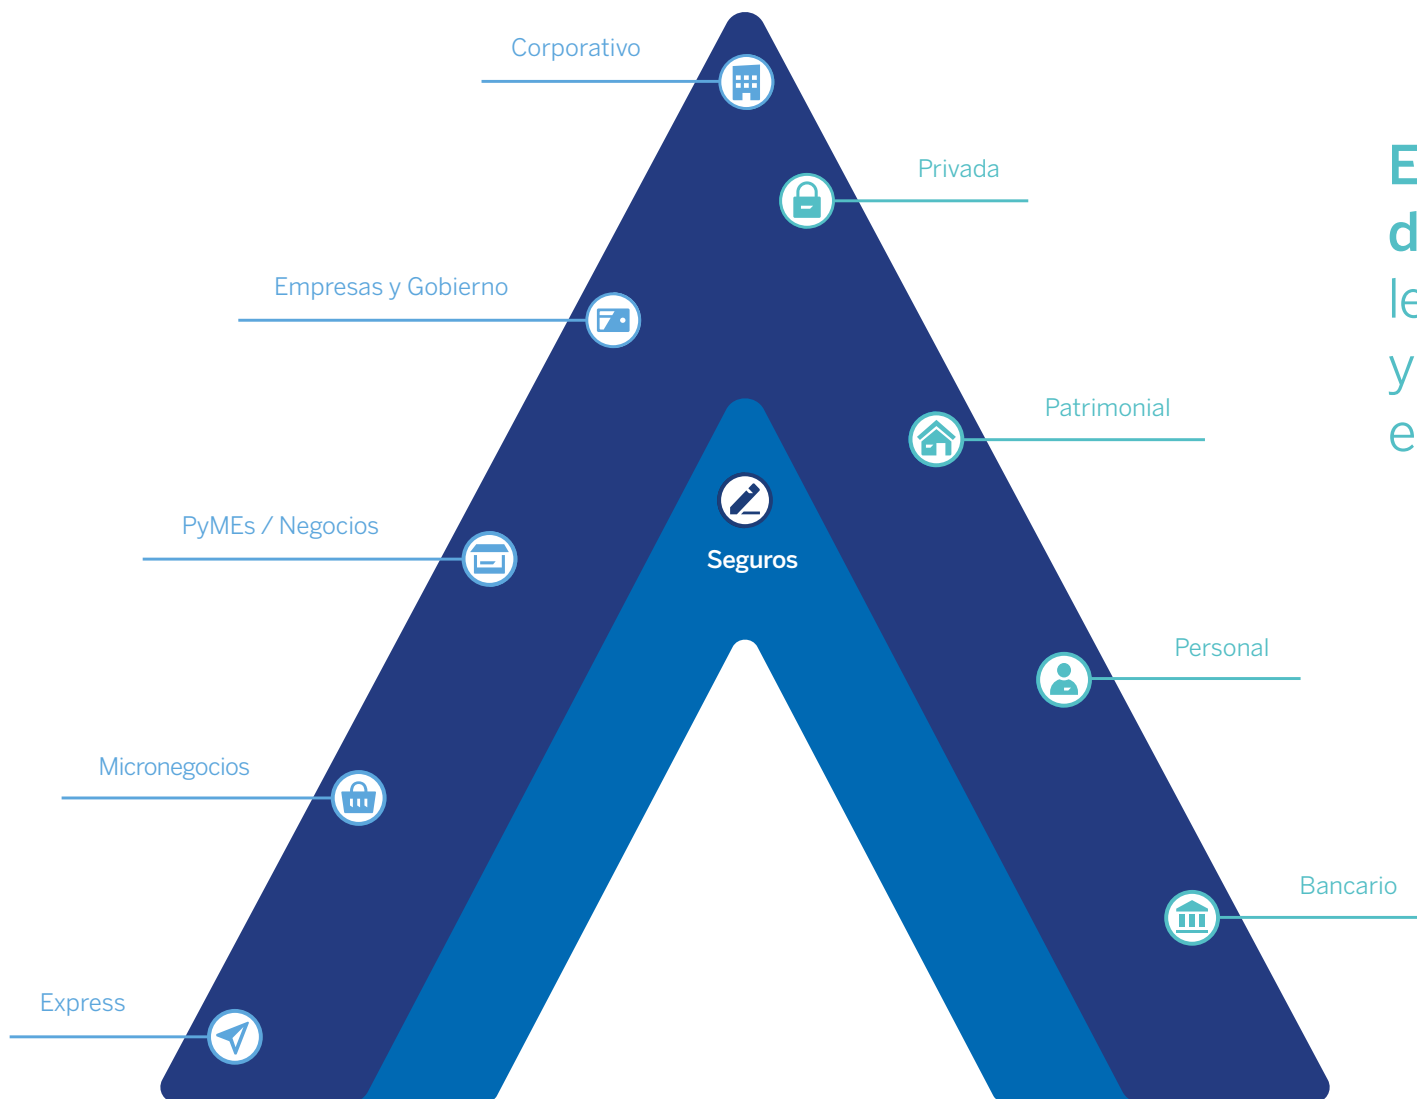 Corporativo
Privada
Empresas y Gobierno
Patrimonial
PyMEs / Negocios
Seguros
Personal
Micronegocios
Bancario
Express